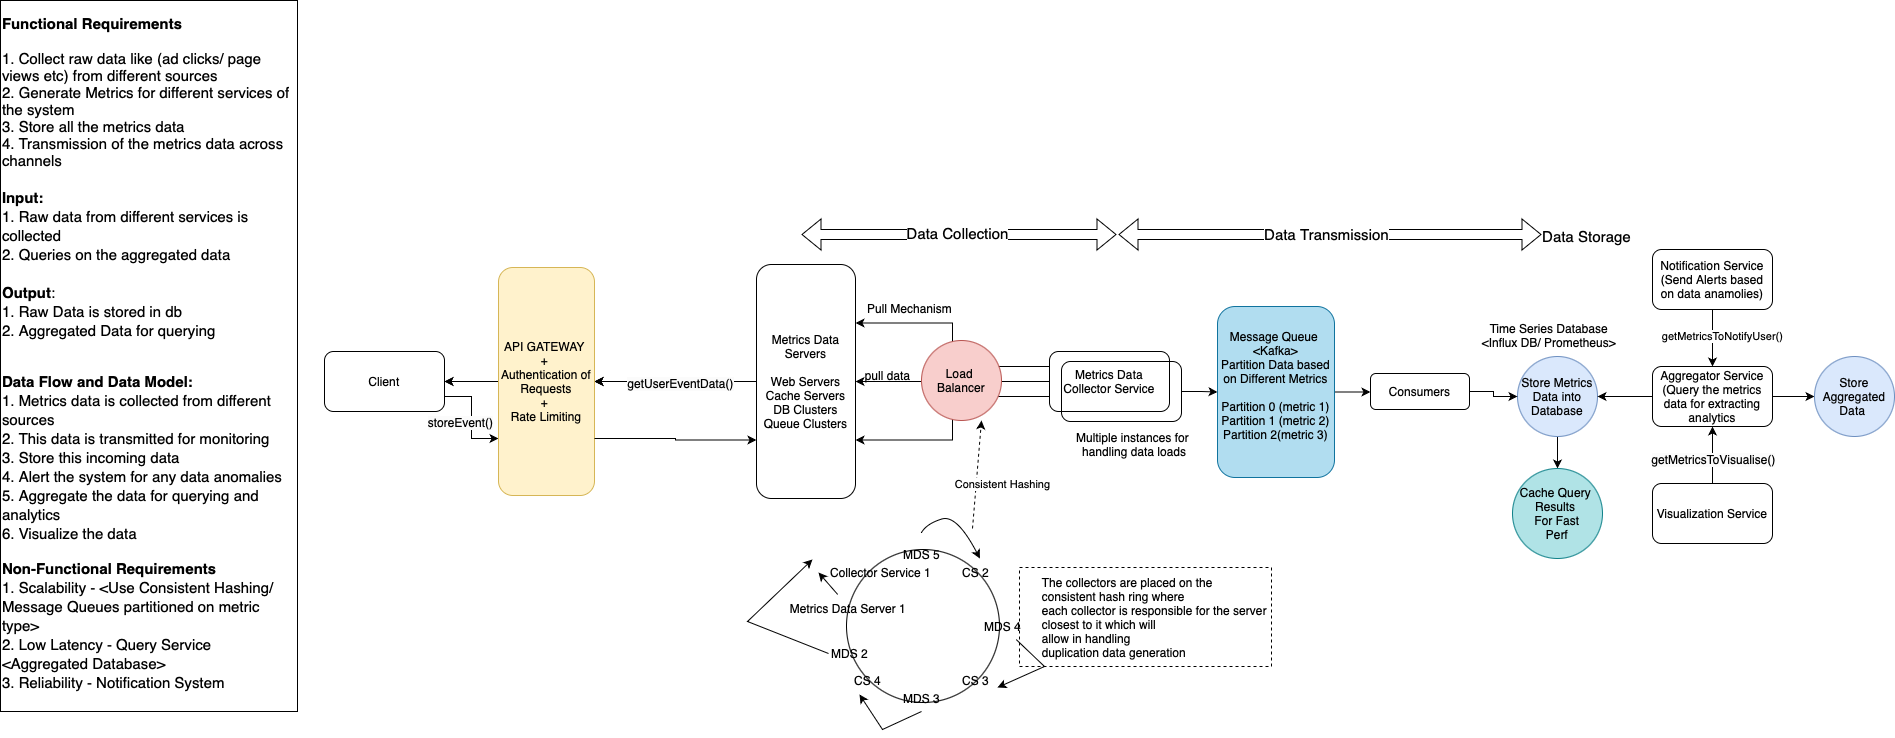 Functional Requirements
1. Collect raw data like (ad clicks/ page
views etc) from different sources
2. Generate Metrics for different services of
the system
3. Store all the metrics data
4. Transmission of the metrics data across
channels
Input:
1. Raw data from different services is
collected
2. Queries on the aggregated data
Output:
1. Raw Data is stored in db
2. Aggregated Data for querying
Data Flow and Data Model:
1. Metrics data is collected from different
sources
2. This data is transmitted for monitoring
3. Store this incoming data
4. Alert the system for any data anomalies
5. Aggregate the data for querying and
analytics
6. Visualize the data
Non-Functional Requirements
1. Scalability - <Use Consistent Hashing/
Message Queues partitioned on metric
type>
2. Low Latency - Query Service
<Aggregated Database>
3. Reliability - Notification System
Data Collection
Data Transmission
Data Storage
Client
storeEvent()
API GATEWAY
+
Authentication of
Requests
+
Rate Limiting
getUserEventData()
Metrics Data
Servers
Web Servers
Cache Servers
DB Clusters
Queue Clusters
Pull Mechanism
pull data
Load
Balancer
Metrics Data
Collector Service
Multiple instances for
handling data loads
Message Queue
<Kafka>
Partition Data based
on Different Metrics
Partition 0 (metric 1)
Partition 1 (metric 2)
Partition 2(metric 3)
Consumers
Time Series Database
<Influx DB/ Prometheus>
Store Metrics
Data into
Database
Cache Query
Results
For Fast
Perf
Notification Service
(Send Alerts based
on data anamolies)
getMetricsToNotifyUser()
Aggregator Service
(Query the metrics
data for extracting
analytics
getMetricsToVisualise()
Visualization Service
Store
Aggregated
Data
Consistent Hashing
MDS 5
Collector Service 1
CS 2
Metrics Data Server 1
MDS 4
MDS 2
CS 4
CS 3
MDS 3
The collectors are placed on the
consistent hash ring where
each collector is responsible for the server
closest to it which will
allow in handling
duplication data generation